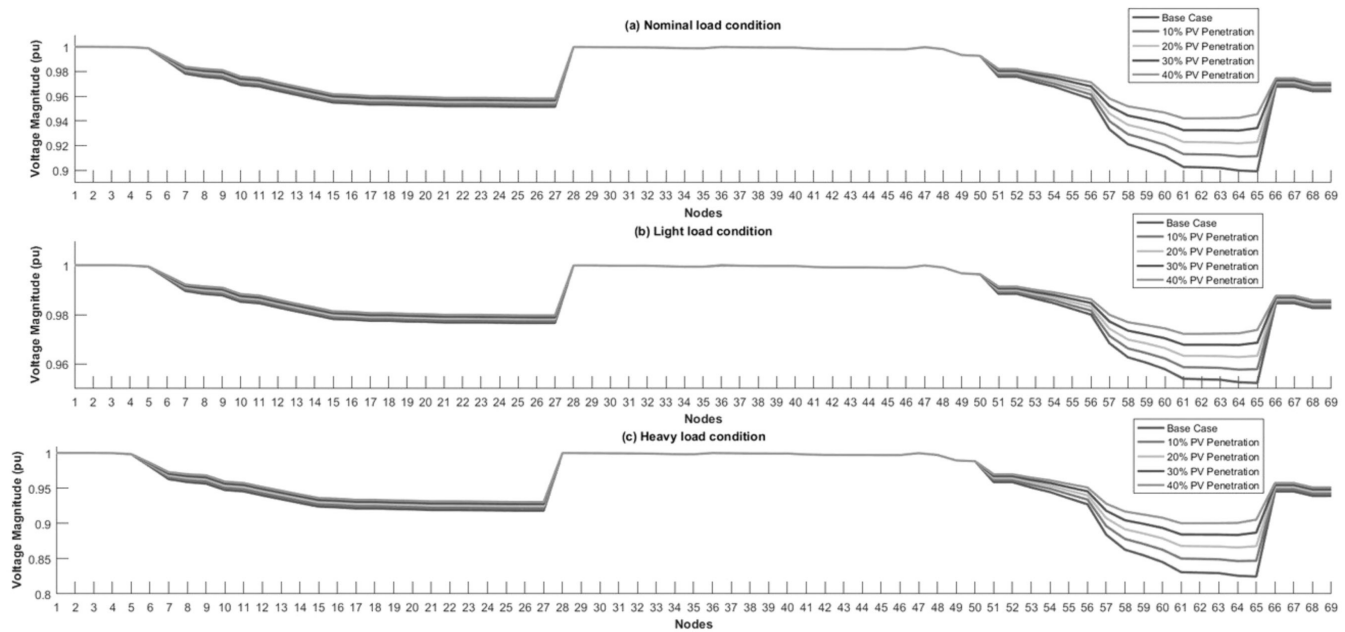 (a) Nominal load condition
Base Case
10% PV Penetration
20% PV Penetration
30% PV Penetration
40% PV Penetration
Voltage Magnitude (pu)
1
0.98
0.96
0.94
0.92
0.9
1 2 3 4 5 6 7 8 9 10 11 12 13 14 15 16 17 18 19 20 21 22 23 24 25 26 27 28 29 30 31 32 33 34 35 36 37 38 39 40 41 42 43 44 45 46 47 48 49 50 51 52 53 54 55 56 57 58 59 60 61 62 63 64 65 66 67 68 69
Nodes
(b) Light load condition
Base Case
10% PV Penetration
20% PV Penetration
30% PV Penetration
40% PV Penetration
Voltage Magnitude (pu)
1
0.98
0.96
1 2 3 4 5 6 7 8 9 10 11 12 13 14 15 16 17 18 19 20 21 22 23 24 25 26 27 28 29 30 31 32 33 34 35 36 37 38 39 40 41 42 43 44 45 46 47 48 49 50 51 52 53 54 55 56 57 58 59 60 61 62 63 64 65 66 67 68 69
Nodes
(c) Heavy load condition
Base Case
10% PV Penetration
20% PV Penetration
30% PV Penetration
40% PV Penetration
Voltage Magnitude (pu)
1
0.95
0.9
0.85
0.8
1 2 3 4 5 6 7 8 9 10 11 12 13 14 15 16 17 18 19 20 21 22 23 24 25 26 27 28 29 30 31 32 33 34 35 36 37 38 39 40 41 42 43 44 45 46 47 48 49 50 51 52 53 54 55 56 57 58 59 60 61 62 63 64 65 66 67 68 69
Nodes